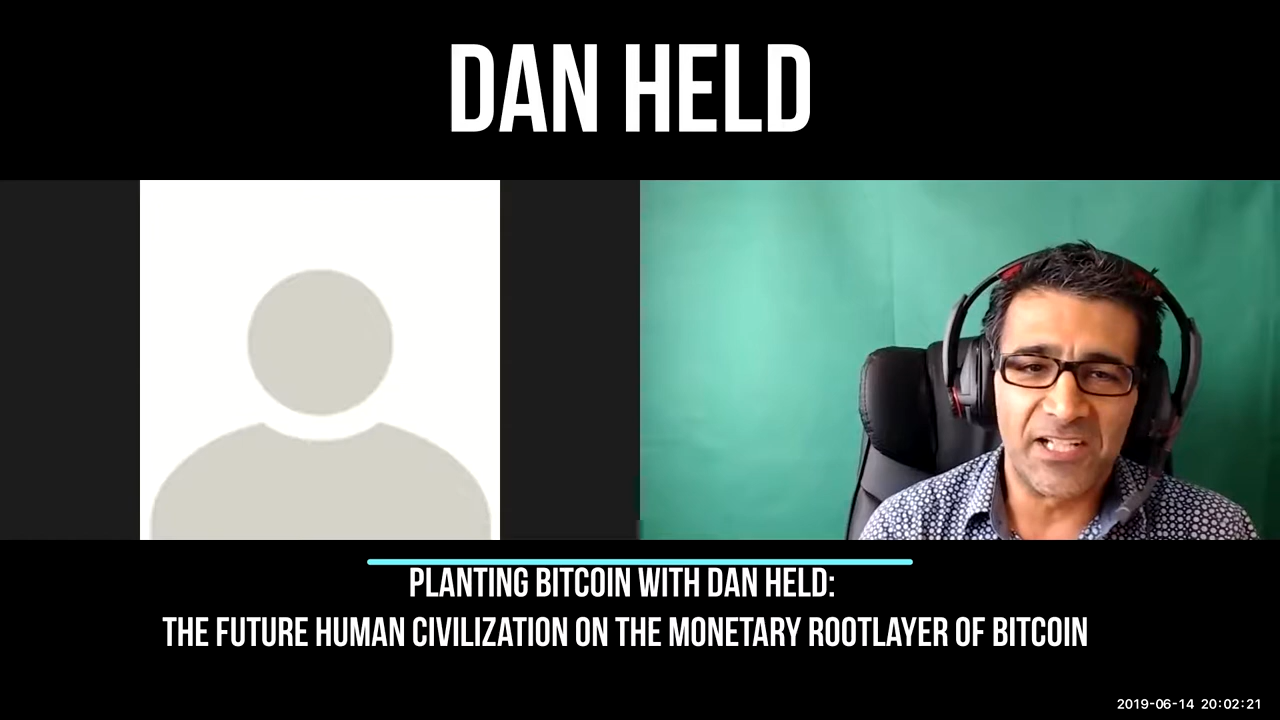 DAN HELD
PLANTING BITCOIN WITH DAN HELD:
THE FUTURE HUMAN CIVILIZATION ON THE MONETARY ROOTLAYER OF BITCOIN
2019-06-14 20:02:21